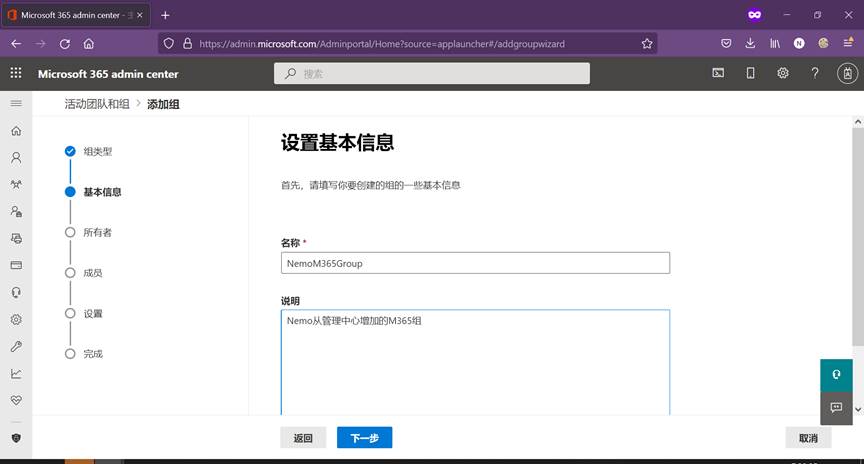 Microsoft 365 admin center - 主
https://admin.microsoft.com/Adminportal/Home?source=applauncher#/addgroupwizard
N
Microsoft 365 admin center
搜索
活动团队和组 > 添加组
组类型
基本信息
所有者
成员
设置
完成
设置基本信息
首先，请填写你要创建的组的一些基本信息
名称 *
NemoM365Group
说明
Nemo从管理中心增加的M365组
返回
下一步
取消